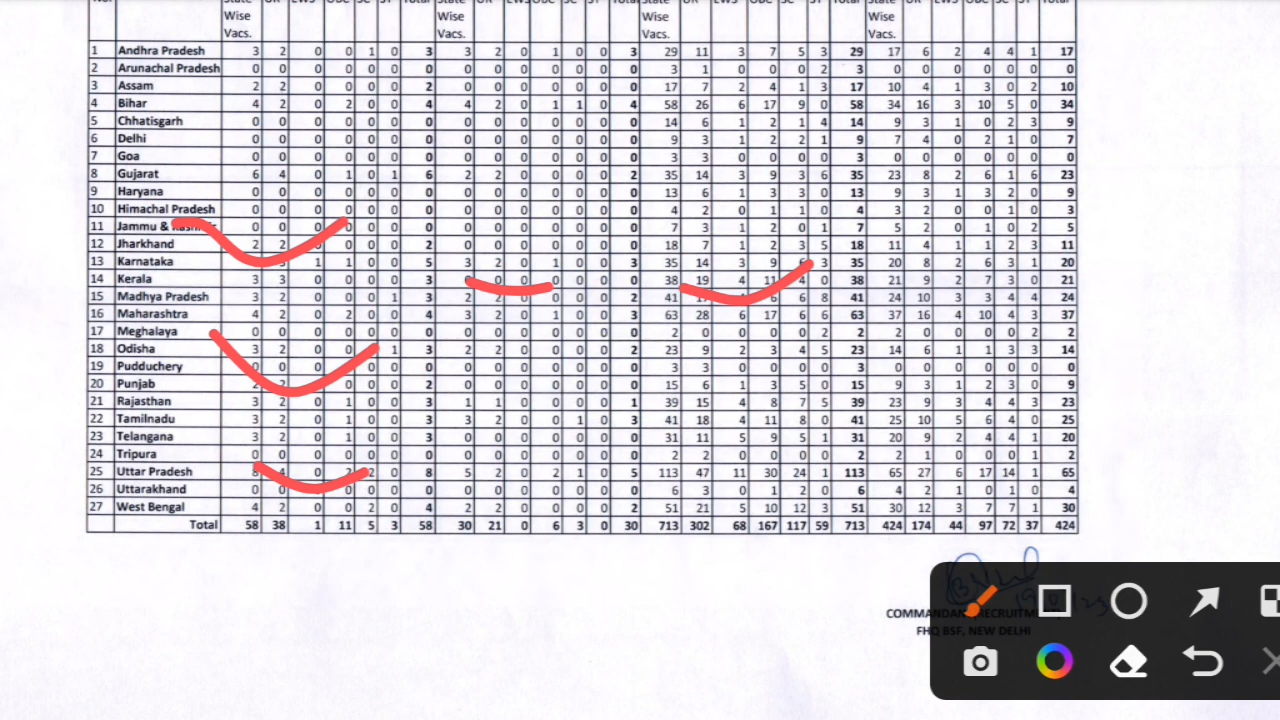 State UR EWS OBC SC ST Total State UR EWS OBC SC ST Total State UR EWS OBC SC ST Total State UR EWS OBC SC ST Total
Wise Wise Wise Wise
Vacs. Vacs. Vacs. Vacs.
1 Andhra Pradesh 3 2 0 0 1 0 3 3 2 0 1 0 0 3 29 11 3 7 5 3 29 17 6 2 4 4 1 17
2 Arunachal Pradesh 0 0 0 0 0 0 0 0 0 0 0 0 0 0 3 1 0 0 0 2 3 0 0 0 0 0 0 0
3 Assam 2 2 0 0 0 0 2 0 0 0 0 0 0 0 17 7 2 4 1 3 17 10 4 1 3 0 2 10
4 Bihar 4 2 0 2 0 0 4 4 2 0 1 1 0 4 58 26 6 17 9 0 58 34 16 3 10 5 0 34
5 Chhatisgarh 0 0 0 0 0 0 0 0 0 0 0 0 0 0 14 6 1 2 1 4 14 9 3 1 0 2 3 9
6 Delhi 0 0 0 0 0 0 0 0 0 0 0 0 0 0 9 3 1 2 2 1 9 7 4 0 2 1 0 7
7 Goa 0 0 0 0 0 0 0 0 0 0 0 0 0 0 3 3 0 0 0 0 3 0 0 0 0 0 0 0
8 Gujarat 6 4 0 1 0 1 6 2 2 0 0 0 0 2 35 14 3 9 3 6 35 23 8 2 6 1 6 23
9 Haryana 0 0 0 0 0 0 0 0 0 0 0 0 0 0 13 6 1 3 3 0 13 9 3 1 3 2 0 9
10 Himachal Pradesh 0 0 0 0 0 0 0 0 0 0 0 0 0 0 4 2 0 1 1 0 4 3 2 0 0 1 0 3
11 Jammu & 0 0 0 0 0 0 0 0 0 0 0 0 7 3 1 2 0 1 7 5 2 0 1 0 2 5
12 Jharkhand 2 2 0 0 0 2 0 0 0 0 0 0 0 18 7 1 2 3 5 18 11 4 1 1 2 3 11
13 Karnataka 1 1 0 0 5 3 2 0 1 0 0 3 35 14 3 9 3 35 20 8 2 6 3 1 20
14 Kerala 3 3 0 0 0 0 3 0 0 0 0 0 38 19 4 11 4 0 38 21 9 2 7 3 0 21
15 Madhya Pradesh 3 2 0 0 0 1 3 2 2 0 0 0 2 41 6 6 8 41 24 10 3 3 4 4 24
16 Maharashtra 4 2 0 2 0 0 4 3 2 0 1 0 0 3 63 28 6 17 6 6 63 37 16 4 10 4 3 37
17 Meghalaya 0 0 0 0 0 0 0 0 0 0 0 0 0 2 0 0 0 0 2 2 2 0 0 0 0 2 2
18 Odisha 3 2 0 0 1 3 2 2 0 0 0 0 2 23 9 2 3 4 5 23 14 6 1 1 3 3 14
19 Pudduchery 0 0 0 0 0 0 0 0 0 0 0 0 0 3 3 0 0 0 0 3 0 0 0 0 0 0 0
20 Punjab 0 0 0 2 0 0 0 0 0 0 0 15 6 1 3 5 0 15 9 3 1 2 3 0 9
21 Rajasthan 3 2 0 1 0 0 3 1 1 0 0 0 0 1 39 15 4 8 7 5 39 23 9 3 4 4 3 23
22 Tamilnadu 3 2 0 1 0 0 3 3 2 0 0 1 0 3 41 18 4 11 8 0 41 25 10 5 6 4 0 25
23 Telangana 3 2 0 1 0 0 3 0 0 0 0 0 0 0 31 11 5 9 5 1 31 20 9 2 4 4 1 20
24 Tripura 0 0 0 0 0 0 0 0 0 0 0 0 0 0 2 2 0 0 0 0 2 2 1 0 0 0 1 2
25 Uttar Pradesh 4 0 2 2 0 8 5 2 0 2 1 0 5 113 47 11 30 24 1 113 65 27 6 17 14 1 65
26 Uttarakhand 0 0 0 0 0 0 0 0 0 0 0 0 0 6 3 0 1 2 0 6 4 2 1 0 1 0 4
27 West Bengal 4 2 0 0 2 0 4 2 2 0 0 0 0 2 51 21 5 10 12 3 51 30 12 3 7 7 1 30
Total 58 38 1 11 5 3 58 30 21 0 6 3 0 30 713 302 68 167 117 59 713 424 174 44 97 72 37 424
FHQ BSF, NEW DELHI